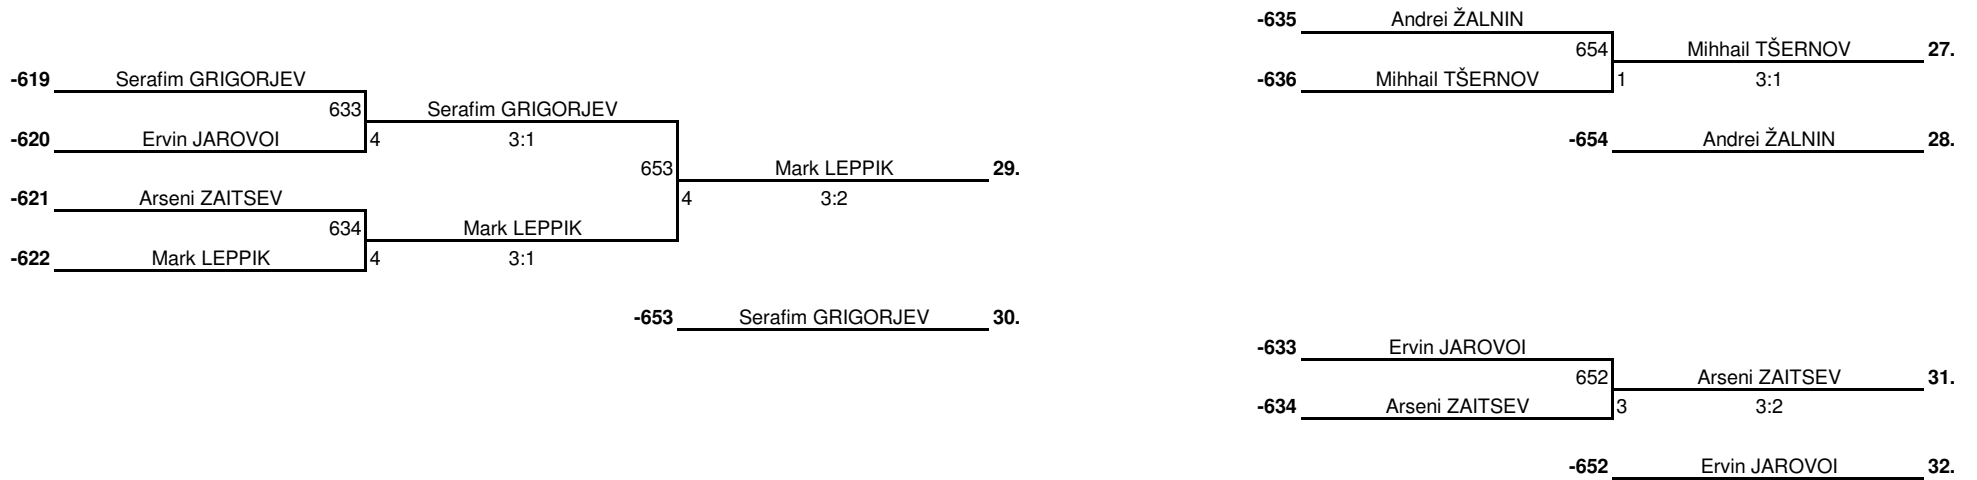 -619 Serafim GRIGORJEV
633 Serafim GRIGORJEV
-620 Ervin JAROVOI 4 3:1
653 Mark LEPPIK 29.
-621 Arseni ZAITSEV 4 3:2
634 Mark LEPPIK
-622 Mark LEPPIK 4 3:1
-653 Serafim GRIGORJEV 30.
-635 Andrei ŽALNIN
654 Mihhail TŠERNOV 27.
-636 Mihhail TŠERNOV 1 3:1
-654 Andrei ŽALNIN 28.
-633 Ervin JAROVOI
652 Arseni ZAITSEV 31.
-634 Arseni ZAITSEV 3 3:2
-652 Ervin JAROVOI 32.